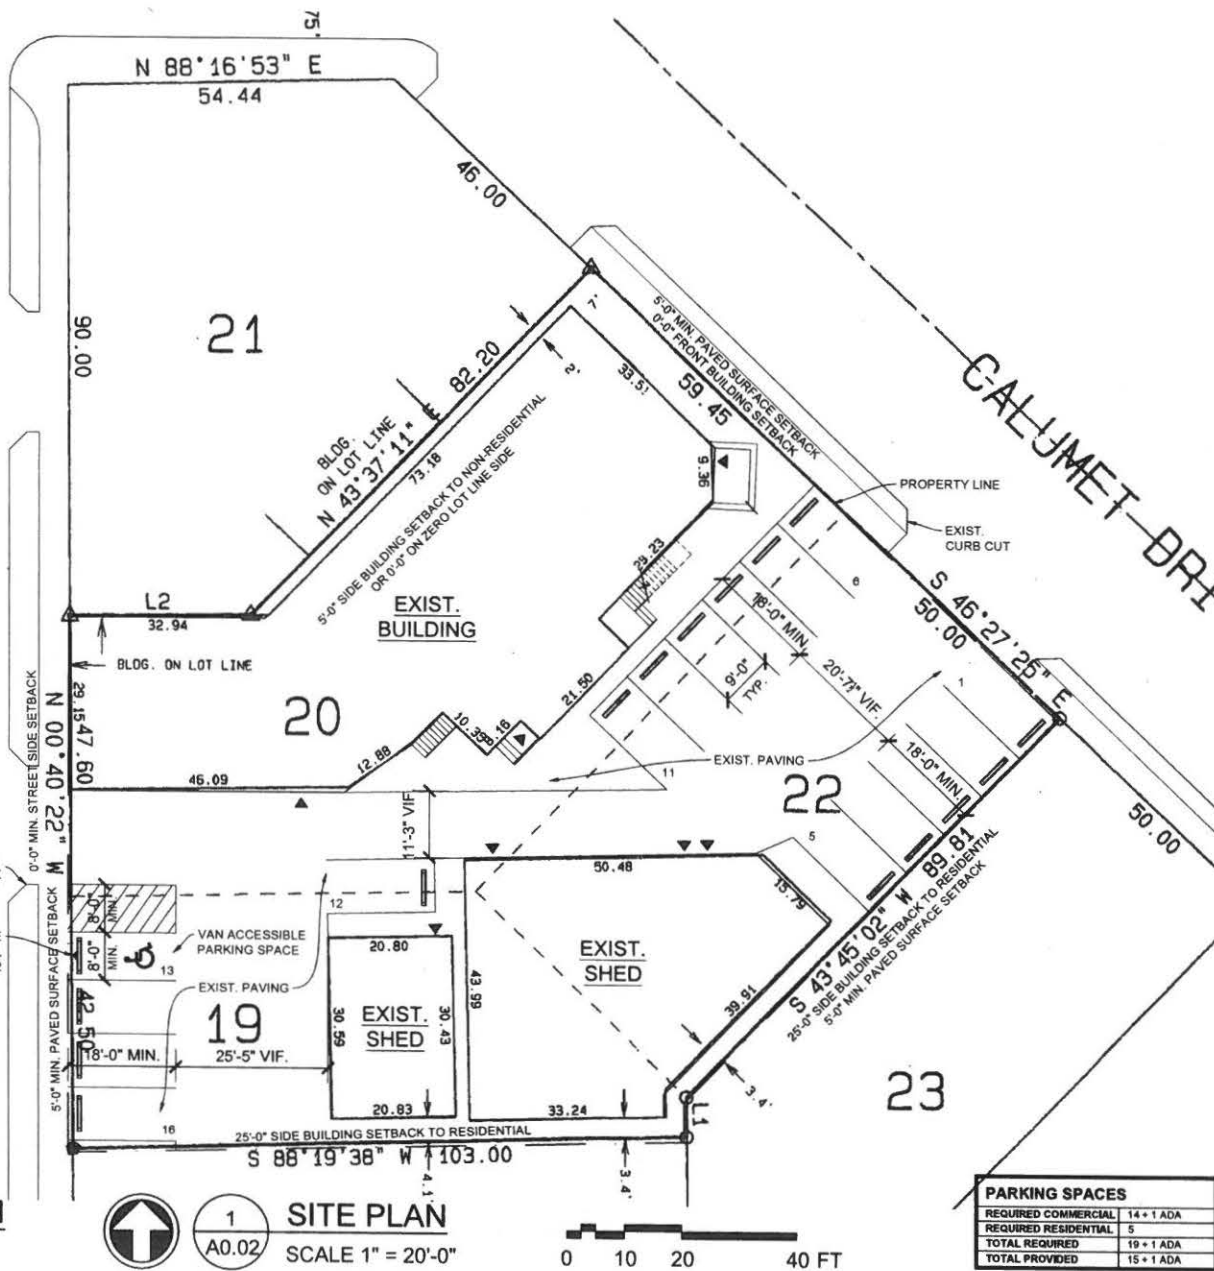 75'
N 88°16'53" E
54.44
46.00
90.00
21
BLDG.
ON LOT LINE
N 43°37'11" E 82.20
73.18
5'-0" SIDE BUILDING SETBACK TO NON-RESIDENTIAL
OR 0'-0" ON ZERO LOT LINE SIDE
7'
2'
33.51
5'-0" MIN. PAVED SURFACE SETBACK
0'-0" FRONT BUILDING SETBACK
59.45
9.36
PROPERTY LINE
EXIST.
CURB CUT
CALUMET DRI
L2
32.94
BLDG. ON LOT LINE
EXIST.
BUILDING
29.23
6
18'-0" MIN.
9'-0"
TYP.
20'-7½" VIF.
S 46°27'25" E
50.00
1
20
21.50
10.39
8.16
12.88
46.09
29.15
47.60
N 00°40'22" W
0'-0" MIN. STREET SIDE SETBACK
EXIST. PAVING
11
22
18'-0" MIN.
50.00
5
11'-3" VIF
50.48
15.79
S 43°45'02" W 89.81
25'-0" SIDE BUILDING SETBACK TO RESIDENTIAL
5'-0" MIN. PAVED SURFACE SETBACK
12
8'-0"
MIN.
VAN ACCESSIBLE
PARKING SPACE
8'-0"
MIN.
13
EXIST. PAVING
20.80
EXIST.
SHED
43.99
39.91
19
30.59
EXIST.
SHED
30.43
42.50
5'-0" MIN. PAVED SURFACE SETBACK
18'-0" MIN.
25'-5" VIF.
20.83
33.24
L1
3.4'
23
16
25'-0" SIDE BUILDING SETBACK TO RESIDENTIAL
S 88°19'38" W 103.00
4.1'
3.4'
1
A0.02
SITE PLAN
SCALE 1" = 20'-0"
0 10 20 40 FT
PARKING SPACES
REQUIRED COMMERCIAL 14 + 1 ADA
REQUIRED RESIDENTIAL 5
TOTAL REQUIRED 19 + 1 ADA
TOTAL PROVIDED 15 + 1 ADA